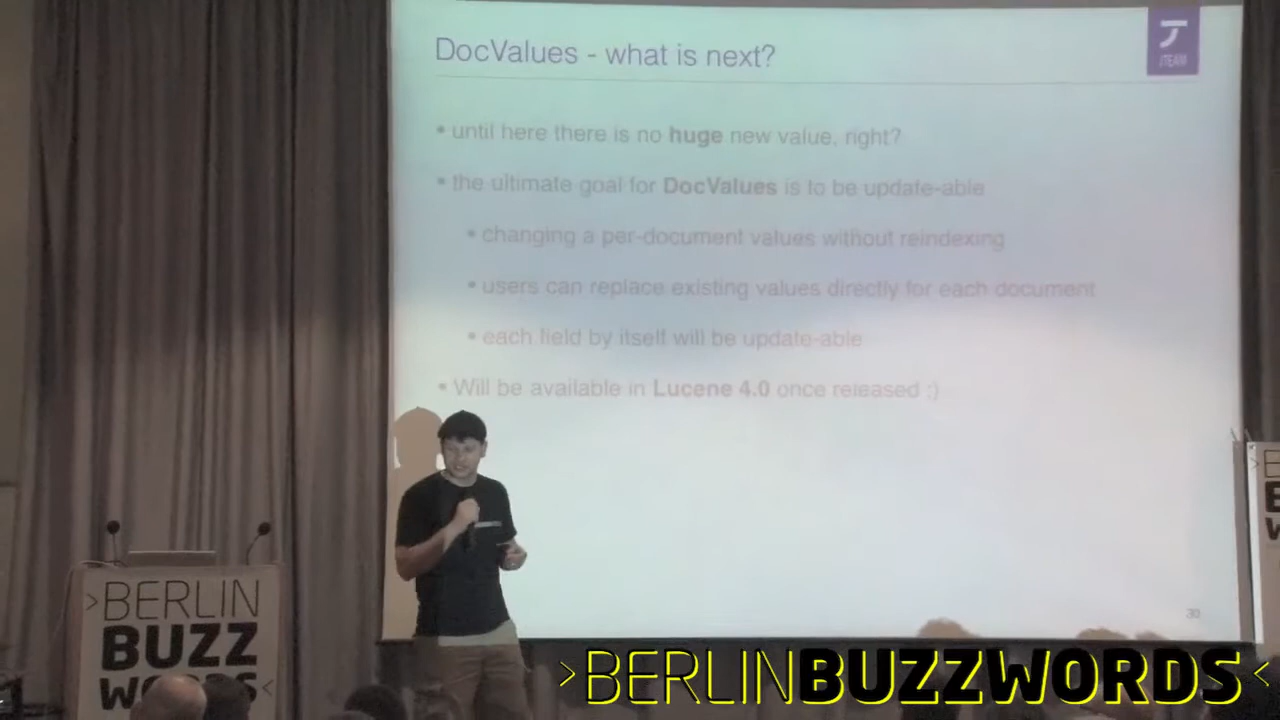 DocValues - what is next?
JTEAM
• until here there is no huge new value, right?
• the ultimate goal for DocValues is to be update-able
• changing a per-document values without reindexing
• users can replace existing values directly for each document
• each field by itself will be update-able
• Will be available in Lucene 4.0 once released :)
30
>BERLIN
BUZZ
WORDS<
>BERLINBUZZWORDS<